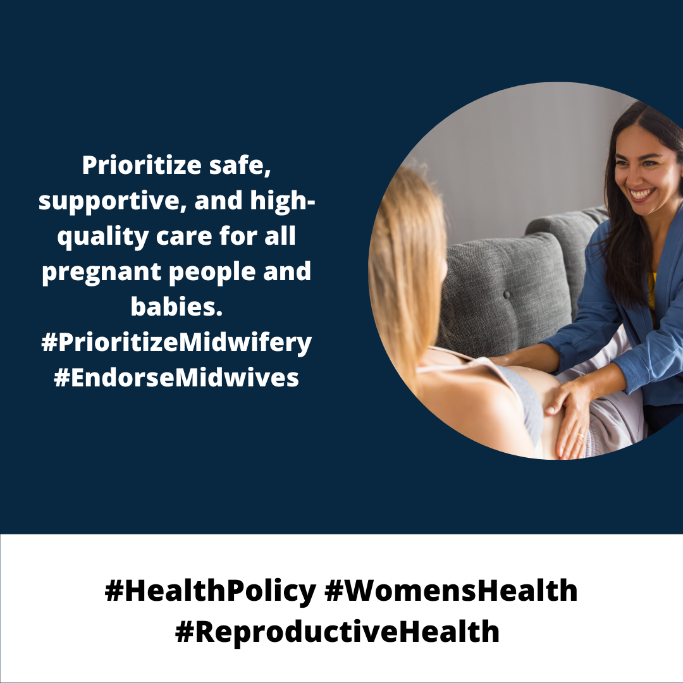 Prioritize safe,
supportive, and high-
quality care for all
pregnant people and
babies.
#PrioritizeMidwifery
#EndorseMidwives
#HealthPolicy #WomensHealth
#ReproductiveHealth